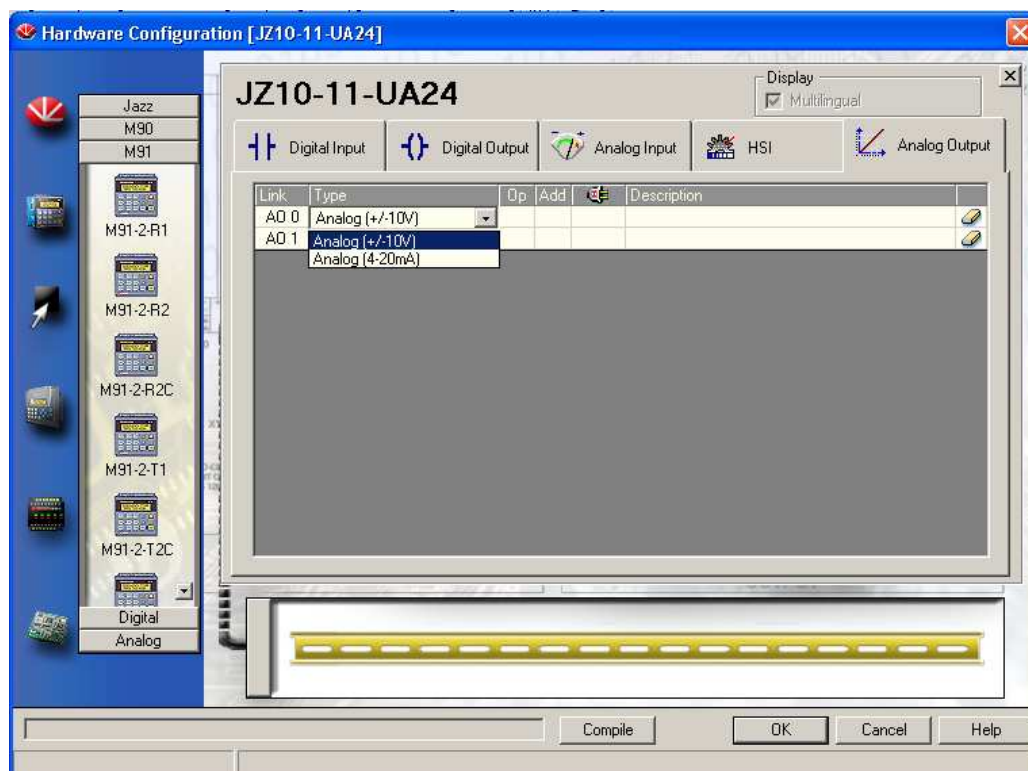 Hardware Configuration [JZ10-11-UA24]
Jazz
M90
M91
M91-2-R1
M91-2-R2
M91-2-R2C
M91-2-T1
M91-2-T2C
Digital
Analog
JZ10-11-UA24
Display
Multilingual
Digital Input
Digital Output
Analog Input
HSI
Analog Output
Link Type Op Add Description
AO 0 Analog (+/-10V)
AO 1 Analog (+/-10V)
Analog (4-20mA)
Compile OK Cancel Help